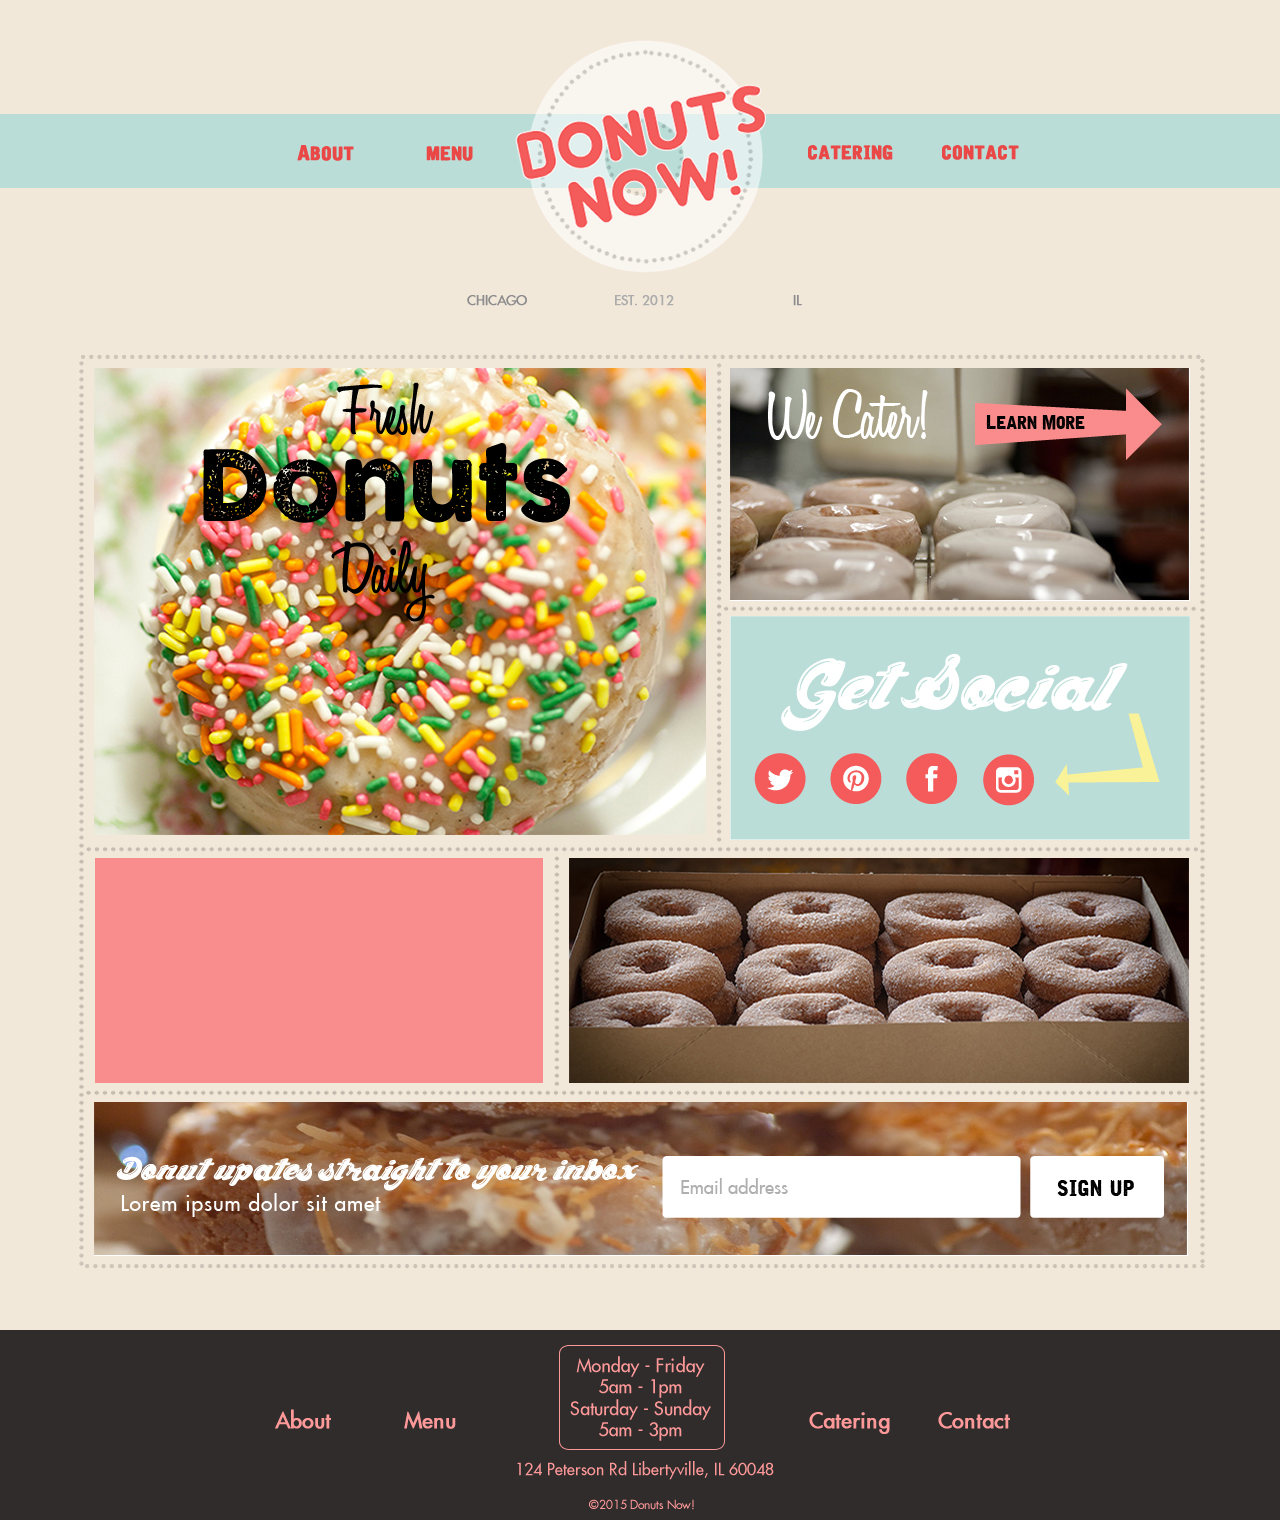 ABOUT
MENU
DONUTS
NOW!
CATERING
CONTACT
CHICAGO
EST. 2012
IL
Fresh
Donuts
Daily
We Cater!
LEARN MORE
Get Social
Donut upates straight to your inbox
Lorem ipsum dolor sit amet
Email address
SIGN UP
About
Menu
Monday - Friday
5am - 1pm
Saturday - Sunday
5am - 3pm
Catering
Contact
124 Peterson Rd Libertyville, IL 60048
©2015 Donuts Now!